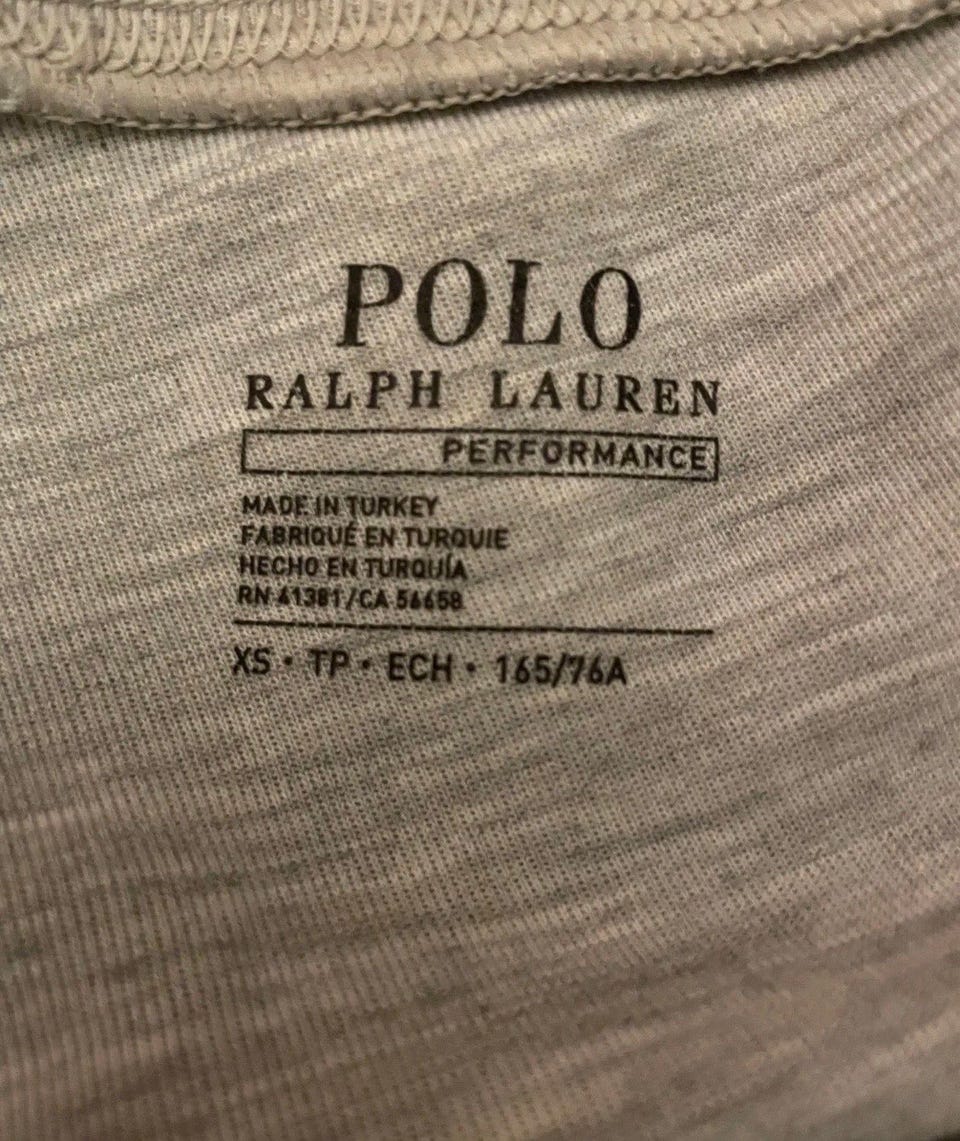 POLO
RALPH LAUREN
PERFORMANCE
MADE IN TURKEY
FABRIQUÉ EN TURQUIE
HECHO EN TURQUÍA
RN 41381/CA 56658
XS · TP · ECH · 165/76A